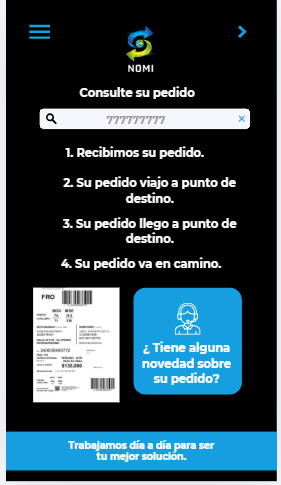 NOMI
Consulte su pedido
777777777
1. Recibimos su pedido.
2. Su pedido viajo a punto de
destino.
3. Su pedido llego a punto de
destino.
4. Su pedido va en camino.
FRO
¿ Tiene alguna
novedad sobre
su pedido?
Trabajamos día a día para ser
tu mejor solución.